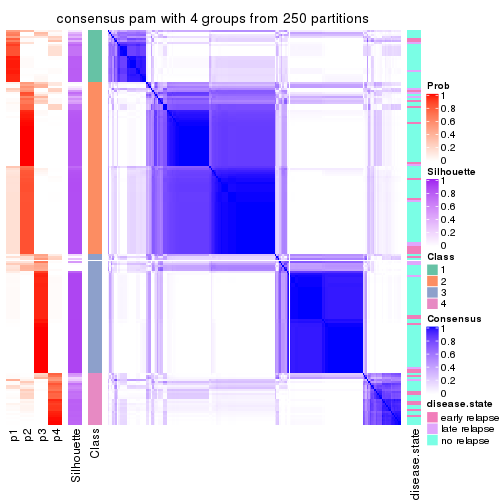 consensus pam with 4 groups from 250 partitions
Prob
1
0.8
0.6
0.4
0.2
0
Silhouette
1
0.8
0.6
0.4
0.2
0
Class
1
2
3
4
Consensus
1
0.8
0.6
0.4
0.2
0
disease.state
early relapse
late relapse
no relapse
p1
p2
p3
p4
Silhouette
Class
disease.state